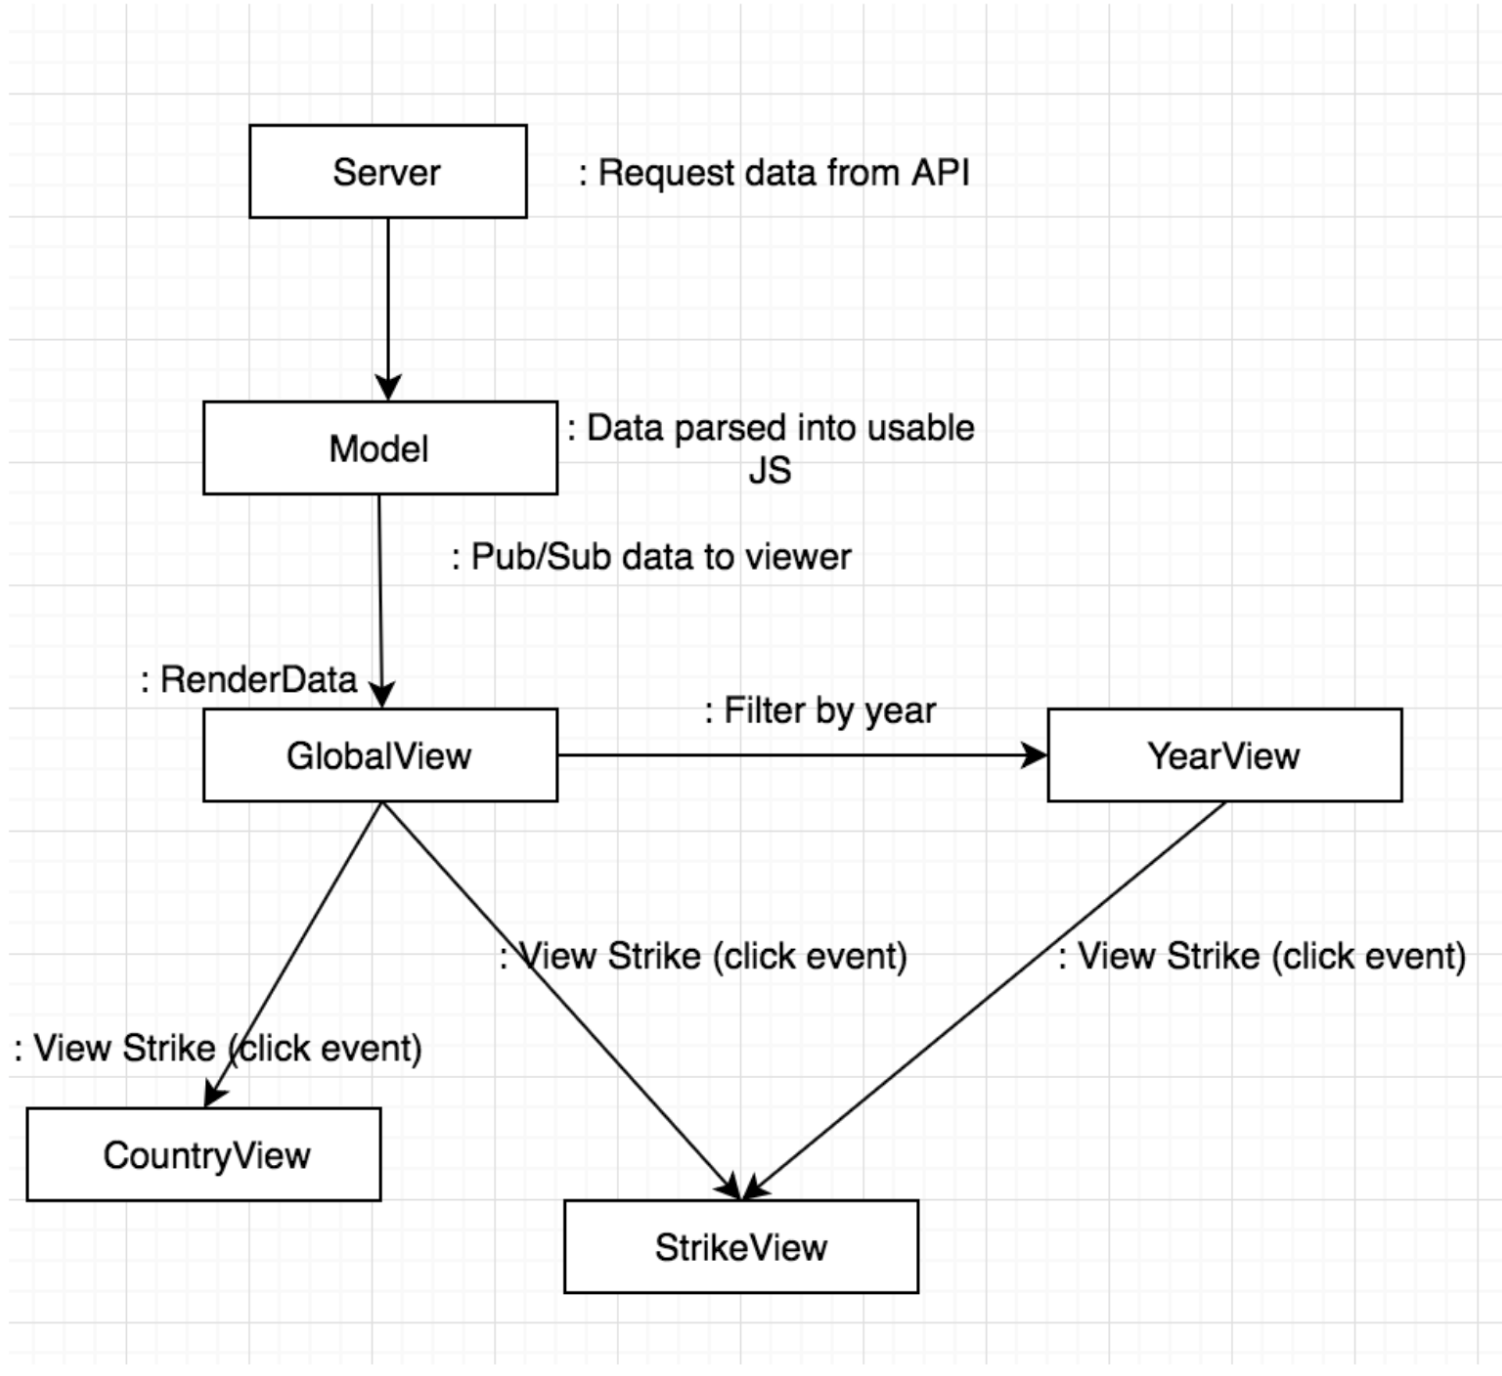 Server
: Request data from API
Model
: Data parsed into usable
JS
: Pub/Sub data to viewer
: RenderData
: Filter by year
GlobalView
YearView
: View Strike (click event)
: View Strike (click event)
: View Strike (click event)
CountryView
StrikeView